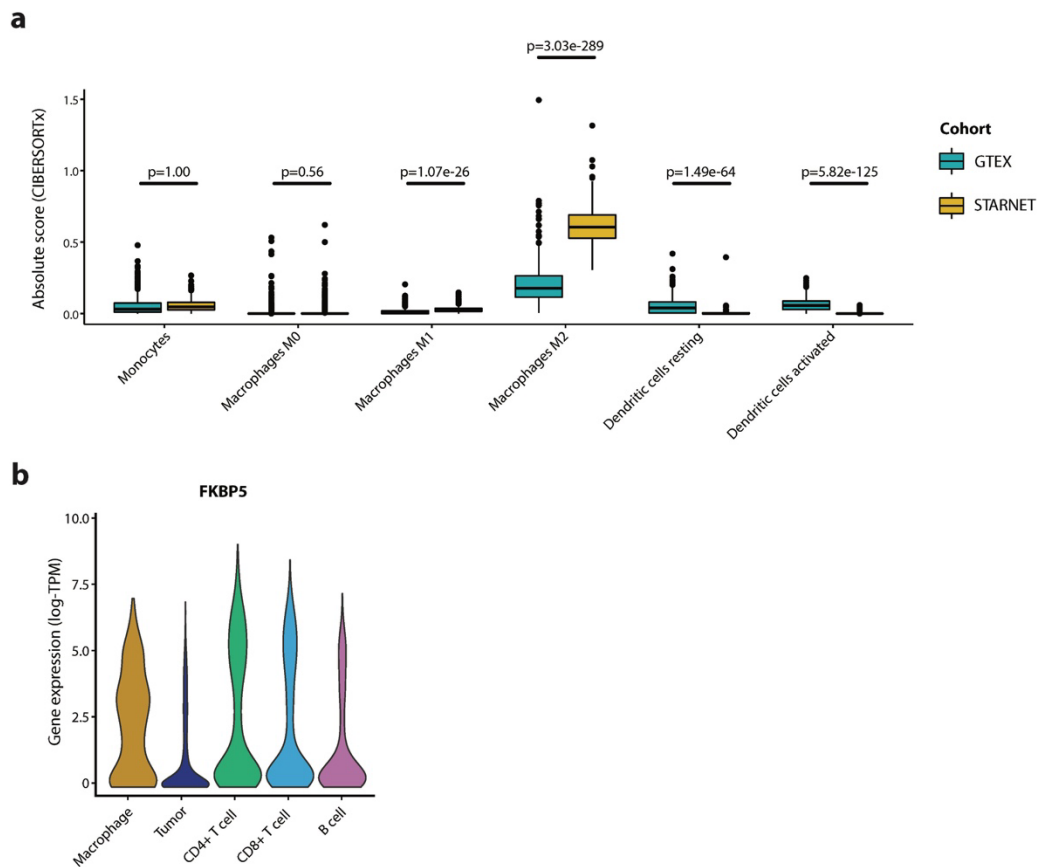 a
p=3.03e-289
1.5
Cohort
GTEX
STARNET
1.0
p=1.00
p=0.56
p=1.07e-26
p=1.49e-64
p=5.82e-125
0.5
0.0
Absolute score (CIBERSORTx)
Monocytes
Macrophages M0
Macrophages M1
Macrophages M2
Dendritic cells resting
Dendritic cells activated
b
FKBP5
10.0
7.5
5.0
2.5
0
Gene expression (log-TPM)
Macrophage
Tumor
CD4+ T cell
CD8+ T cell
B cell